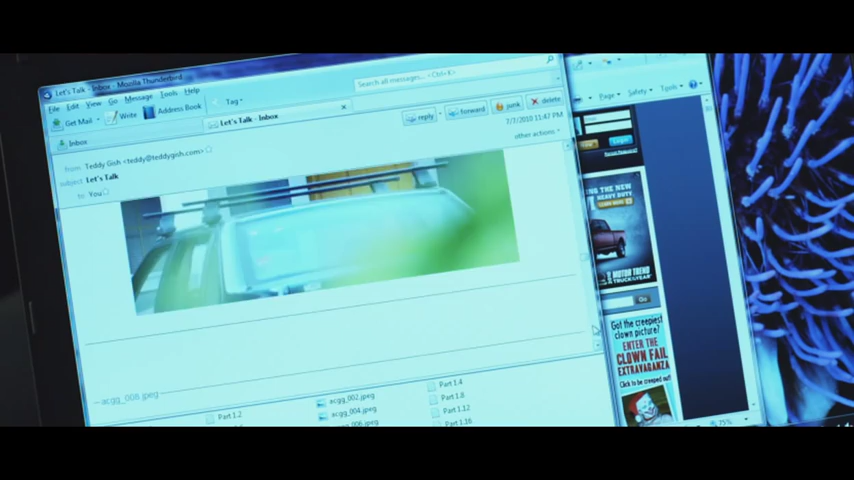 Let's Talk - Inbox - Mozilla Thunderbird
File Edit View Go Message Tools Help
Search all messages... <Ctrl+K>
Get Mail Write Address Book Tag
Let's Talk - Inbox
Inbox
reply forward junk delete
from Teddy Gish <teddy@teddygish.com>
7/7/2010 11:47 PM
subject Let's Talk
other actions
to You
acgg_006.jpeg
Part 1.2
acgg_002.jpeg
acgg_004.jpeg
acgg_006.jpeg
Part 1.4
Part 1.8
Part 1.12
Part 1.16
Page Safety Tools
Login
ING THE NEW
HEAVY DUTY
MOTOR TREND
TRUCK of the YEAR
Go
Got the creepiest
clown picture?
ENTER THE
CLOWN FAIL
EXTRAVAGANZA
Click to be creeped out!
75%